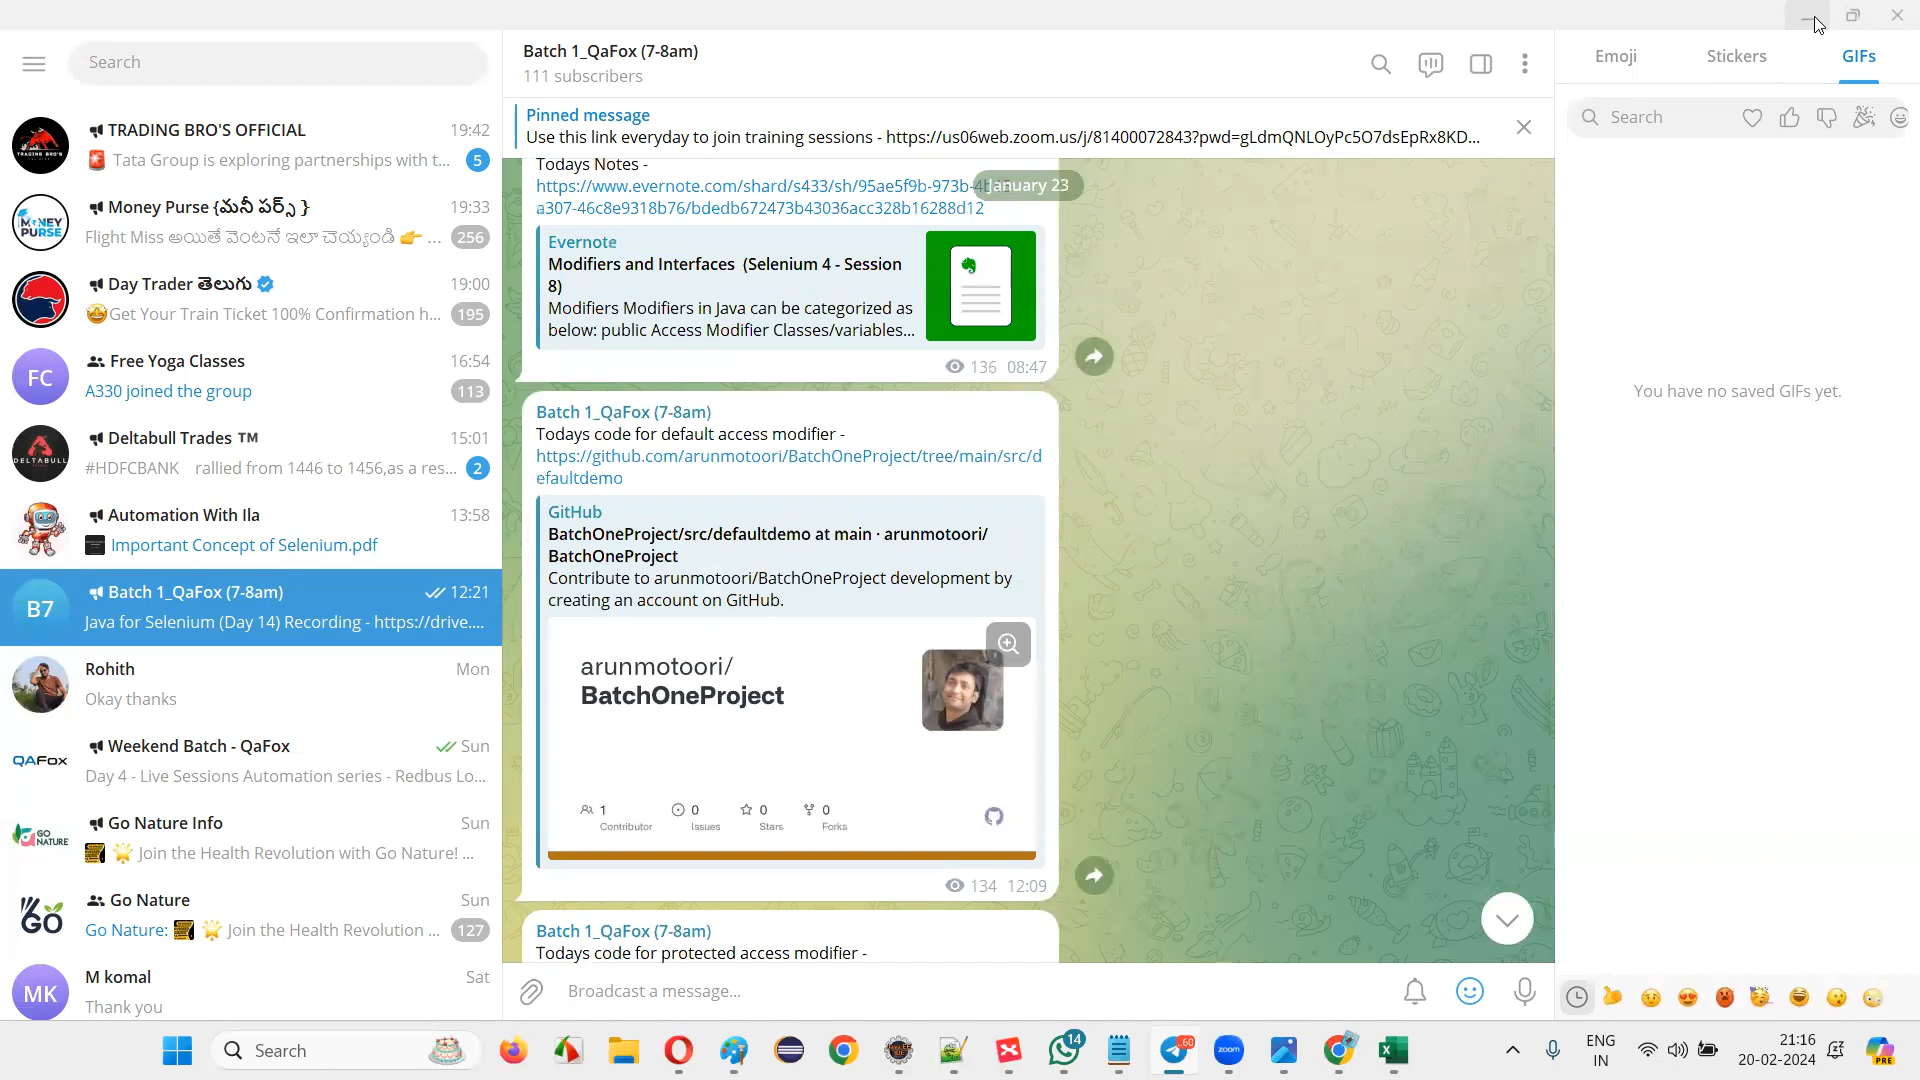 Search
TRADING BRO'S OFFICIAL 19:42
Tata Group is exploring partnerships with t... 5
Money Purse {మనీ పర్స్ } 19:33
Flight Miss అయితే వెంటనే ఇలా చెయ్యండి 👉 ... 256
Day Trader తెలుగు 19:00
🤩Get Your Train Ticket 100% Confirmation h... 195
FC
Free Yoga Classes 16:54
A330 joined the group 113
Deltabull Trades ™ 15:01
#HDFCBANK rallied from 1446 to 1456,as a res... 2
Automation With Ila 13:58
Important Concept of Selenium.pdf
B7
Batch 1_QaFox (7-8am) 12:21
Java for Selenium (Day 14) Recording - https://drive....
Rohith Mon
Okay thanks
QAFOX
Weekend Batch - QaFox Sun
Day 4 - Live Sessions Automation series - Redbus Lo...
GO NATURE
Go Nature Info Sun
🌟 Join the Health Revolution with Go Nature! ...
GO
Go Nature Sun
Go Nature: 🌟 Join the Health Revolution ... 127
MK
M komal Sat
Thank you
Batch 1_QaFox (7-8am)
111 subscribers
Pinned message
Use this link everyday to join training sessions - https://us06web.zoom.us/j/81400072843?pwd=gLdmQNLOyPc5O7dsEpRx8KD...
January 23
Todays Notes -
https://www.evernote.com/shard/s433/sh/95ae5f9b-973b-
a307-46c8e9318b76/bdedb672473b43036acc328b16288d12
Evernote
Modifiers and Interfaces (Selenium 4 - Session
8)
Modifiers Modifiers in Java can be categorized as
below: public Access Modifier Classes/variables...
136 08:47
Batch 1_QaFox (7-8am)
Todays code for default access modifier -
https://github.com/arunmotoori/BatchOneProject/tree/main/src/d
efaultdemo
GitHub
BatchOneProject/src/defaultdemo at main · arunmotoori/
BatchOneProject
Contribute to arunmotoori/BatchOneProject development by
creating an account on GitHub.
arunmotoori/
BatchOneProject
1 0 0 0
Contributor Issues Stars Forks
134 12:09
Batch 1_QaFox (7-8am)
Todays code for protected access modifier -
Broadcast a message...
Emoji Stickers GIFs
Search
You have no saved GIFs yet.
Search
14
..60
zoom
ENG
IN
21:16
20-02-2024
PRE